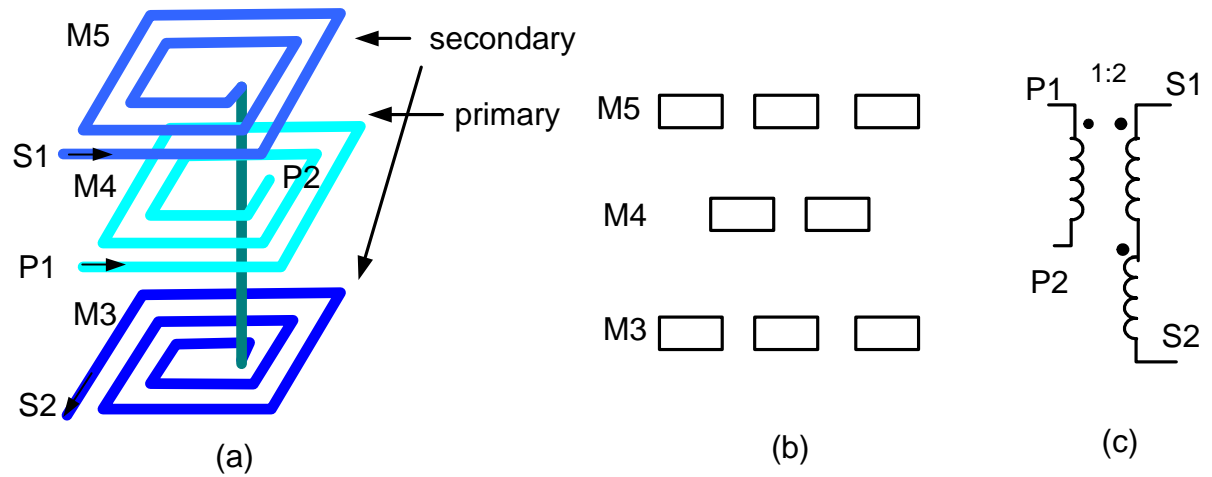 M5
secondary
primary
S1
M4
P2
P1
M3
S2
(a)
M5
M4
M3
(b)
1:2
P1
S1
P2
S2
(c)